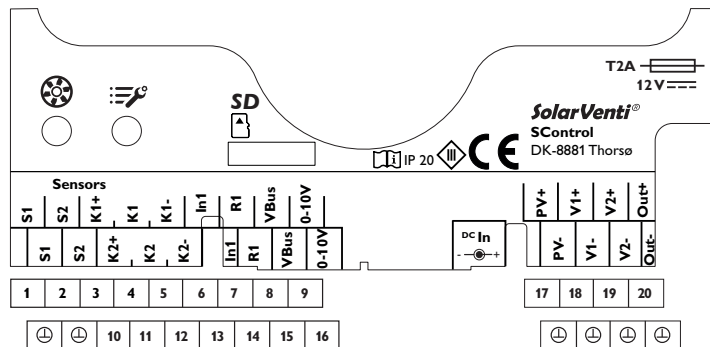 T2A
12V
SD
SolarVenti®
SControl
DK-8881 Thorsø
IP 20
III
CE
Sensors
S1 S2 K1+ K1 K1- In1 R1 VBus 0-10V
PV+ V1+ V2+ Out+
S1 S2 K2+ K2 K2- In1 R1 VBus 0-10V
DC In
- +
PV- V1- V2- Out-
1 2 3 4 5 6 7 8 9
17 18 19 20
10 11 12 13 14 15 16